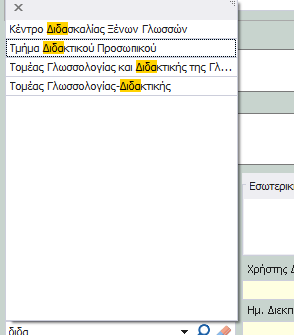 Κέντρο Διδασκαλίας Ξένων Γλωσσών
Τμήμα Διδακτικού Προσωπικού
Τομέας Γλωσσολογίας και Διδακτικής της Γλ...
Τομέας Γλωσσολογίας-Διδακτικής
Εσωτερικ
Χρήστης Δ
Ημ. Διεκπ
διδα